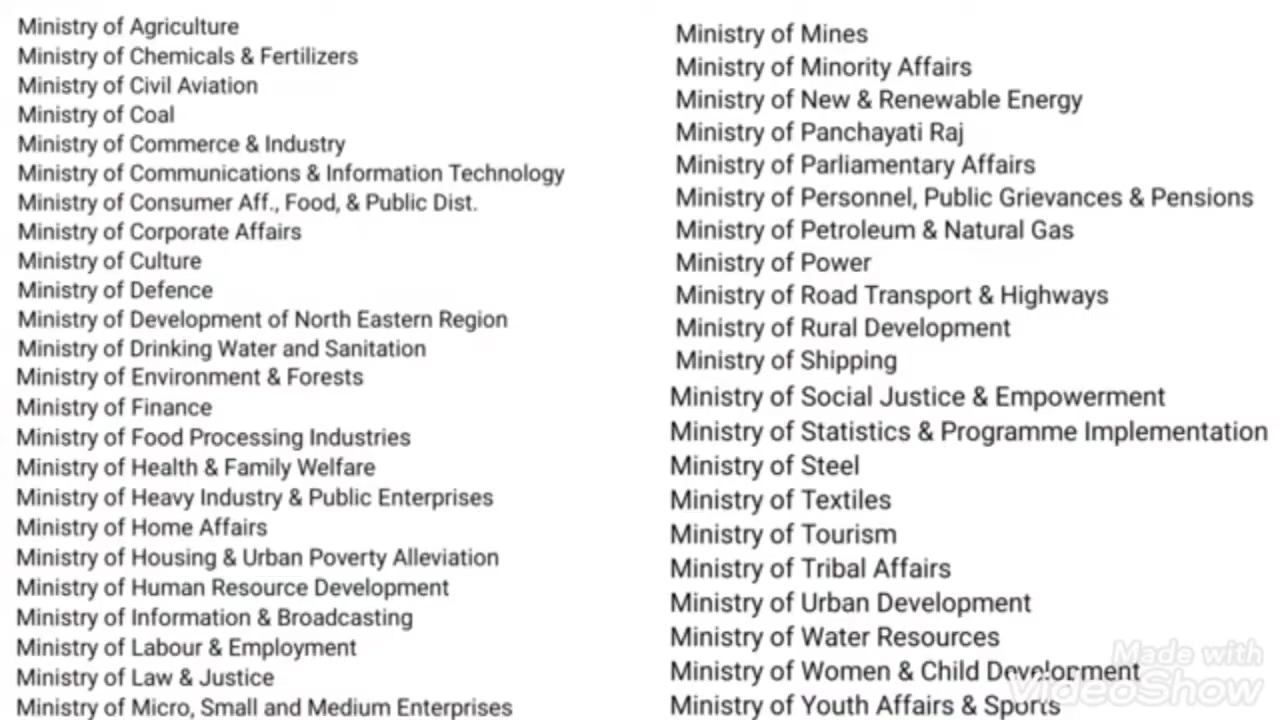 Ministry of Agriculture
Ministry of Chemicals & Fertilizers
Ministry of Civil Aviation
Ministry of Coal
Ministry of Commerce & Industry
Ministry of Communications & Information Technology
Ministry of Consumer Aff., Food, & Public Dist.
Ministry of Corporate Affairs
Ministry of Culture
Ministry of Defence
Ministry of Development of North Eastern Region
Ministry of Drinking Water and Sanitation
Ministry of Environment & Forests
Ministry of Finance
Ministry of Food Processing Industries
Ministry of Health & Family Welfare
Ministry of Heavy Industry & Public Enterprises
Ministry of Home Affairs
Ministry of Housing & Urban Poverty Alleviation
Ministry of Human Resource Development
Ministry of Information & Broadcasting
Ministry of Labour & Employment
Ministry of Law & Justice
Ministry of Micro, Small and Medium Enterprises
Ministry of Mines
Ministry of Minority Affairs
Ministry of New & Renewable Energy
Ministry of Panchayati Raj
Ministry of Parliamentary Affairs
Ministry of Personnel, Public Grievances & Pensions
Ministry of Petroleum & Natural Gas
Ministry of Power
Ministry of Road Transport & Highways
Ministry of Rural Development
Ministry of Shipping
Ministry of Social Justice & Empowerment
Ministry of Statistics & Programme Implementation
Ministry of Steel
Ministry of Textiles
Ministry of Tourism
Ministry of Tribal Affairs
Ministry of Urban Development
Ministry of Water Resources
Ministry of Women & Child Development
Ministry of Youth Affairs & Sports
Made with
VideoShow